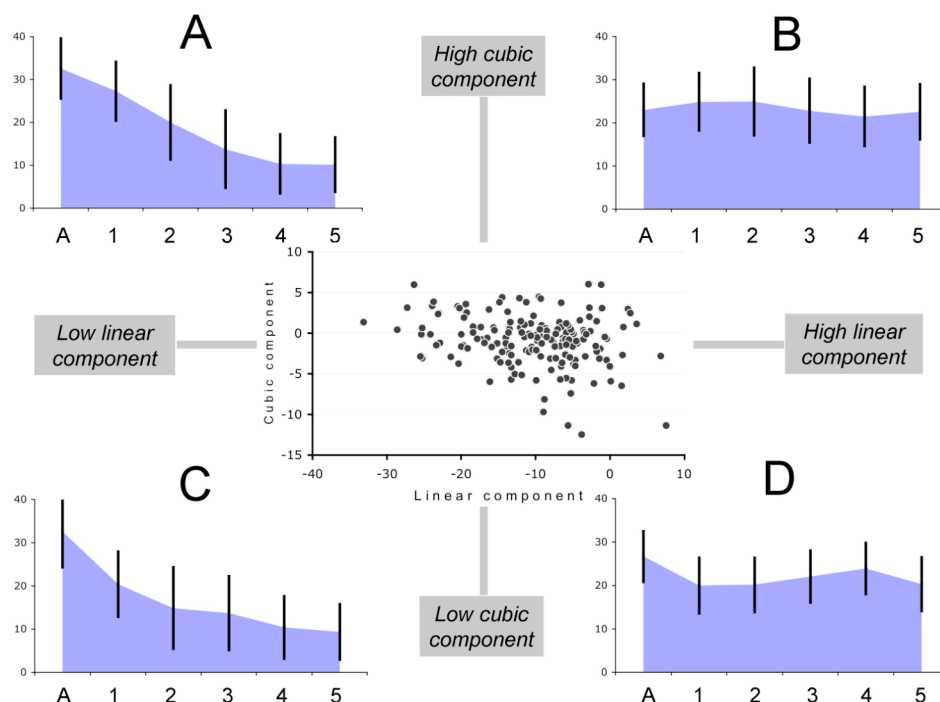 A
40
30
20
10
0
A 1 2 3 4 5
High cubic
component
B
40
30
20
10
0
A 1 2 3 4 5
Low linear
component
10
5
0
-5
-10
-15
-40 -30 -20 -10 0 10
Cubic component
Linear component
High linear
component
C
40
30
20
10
0
A 1 2 3 4 5
Low cubic
component
D
40
30
20
10
0
A 1 2 3 4 5